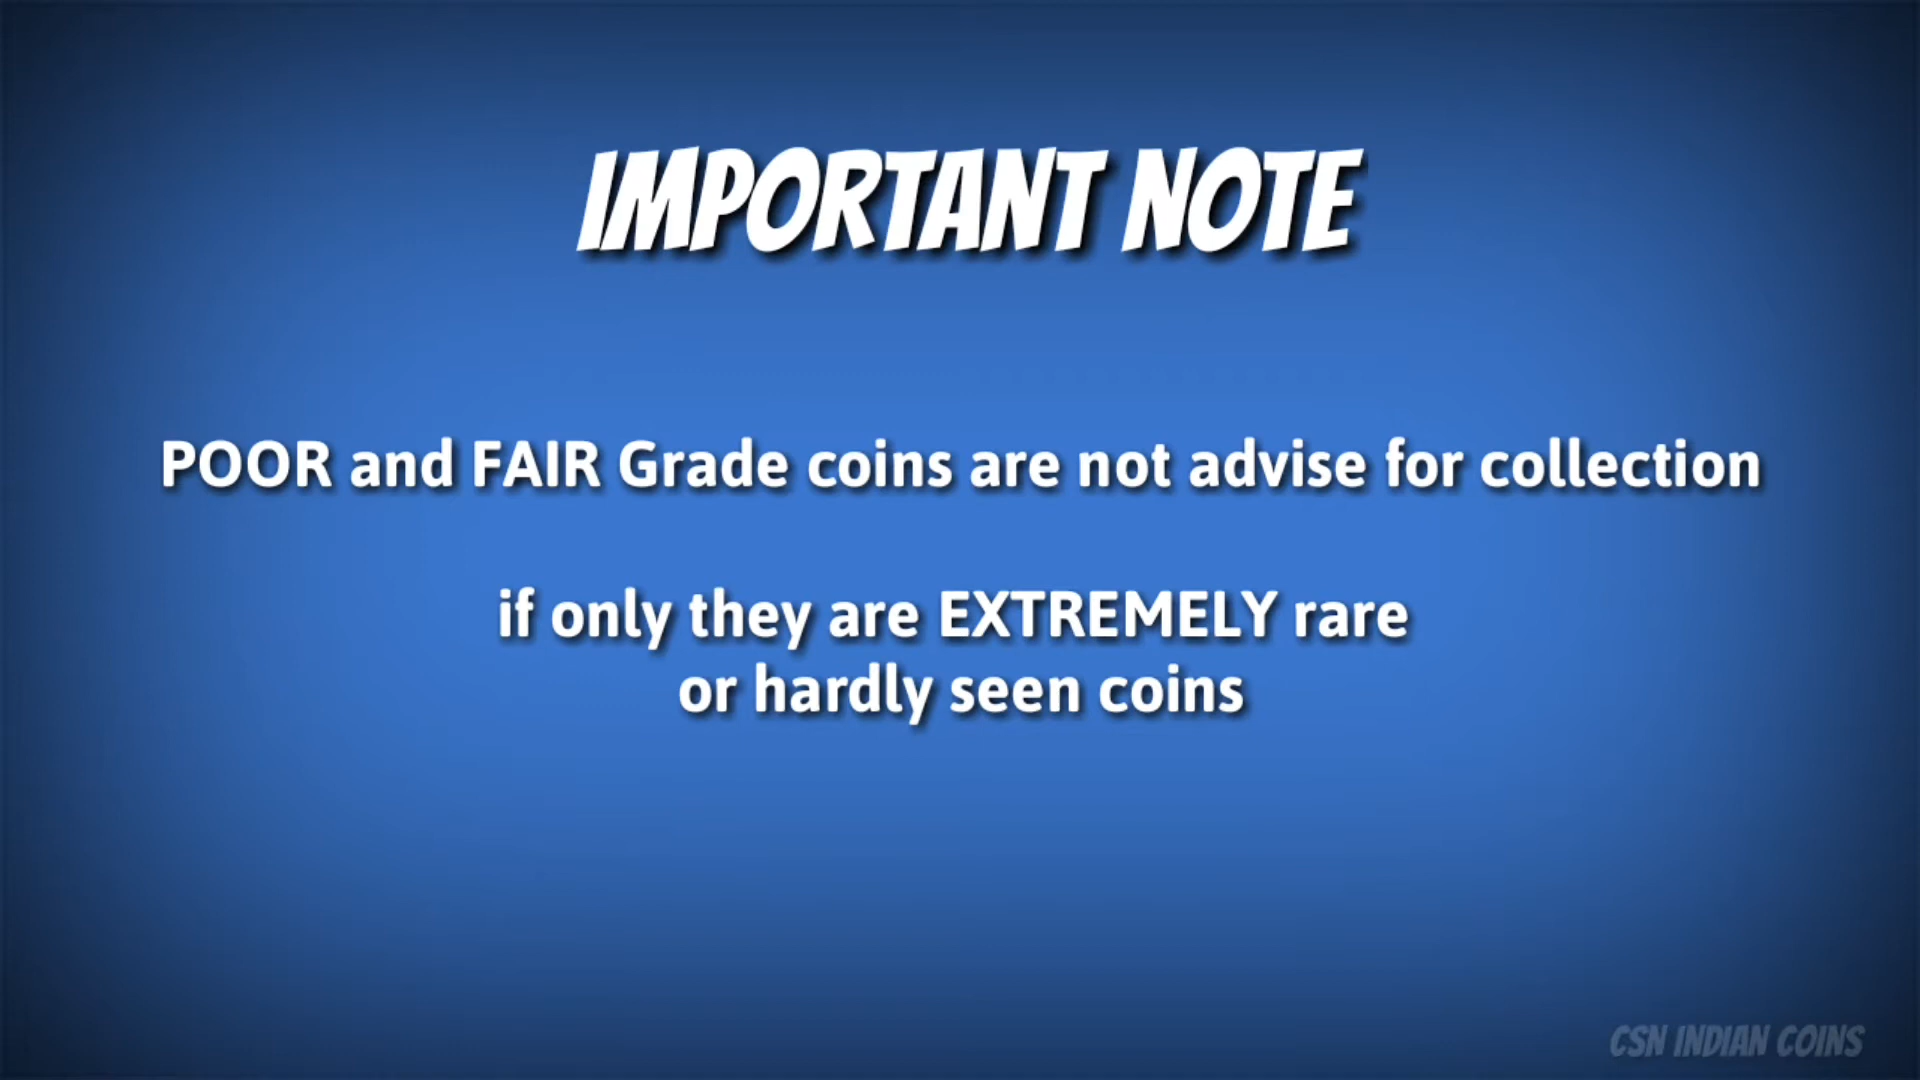 IMPORTANT NOTE
POOR and FAIR Grade coins are not advise for collection
if only they are EXTREMELY rare
or hardly seen coins
CSN INDIAN COINS